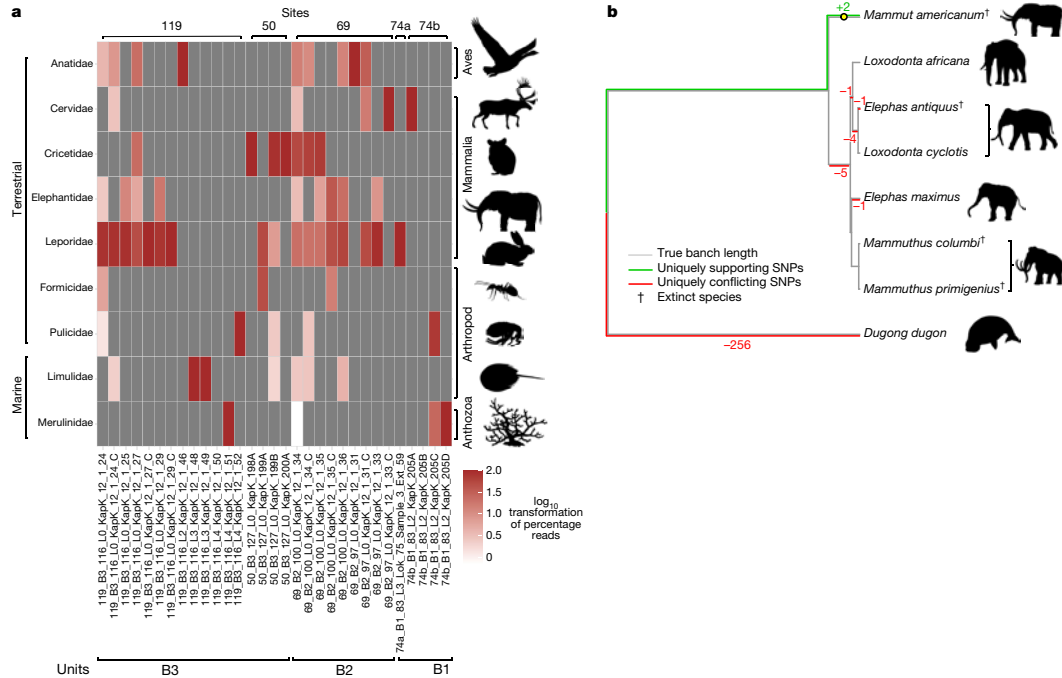 a
Sites
119
50
69
74a
74b
Terrestrial
Marine
Anatidae
Cervidae
Cricetidae
Elephantidae
Leporidae
Formicidae
Pulicidae
Limulidae
Merulinidae
Aves
Mammalia
Arthropod
Anthozoa
119_B3_116_L0_KapK_12_1_24
119_B3_116_L0_KapK_12_1_24_C
119_B3_116_L0_KapK_12_1_25
119_B3_116_L0_KapK_12_1_27
119_B3_116_L0_KapK_12_1_27_C
119_B3_116_L0_KapK_12_1_29
119_B3_116_L0_KapK_12_1_29_C
119_B3_116_L2_KapK_12_1_46
119_B3_116_L3_KapK_12_1_48
119_B3_116_L3_KapK_12_1_49
119_B3_116_L4_KapK_12_1_50
119_B3_116_L4_KapK_12_1_51
119_B3_116_L4_KapK_12_1_52
50_B3_127_L0_KapK_198A
50_B3_127_L0_KapK_199A
50_B3_127_L0_KapK_199B
50_B3_127_L0_KapK_200A
69_B2_100_L0_KapK_12_1_34
69_B2_100_L0_KapK_12_1_34_C
69_B2_100_L0_KapK_12_1_35
69_B2_100_L0_KapK_12_1_35_C
69_B2_100_L0_KapK_12_1_36
69_B2_97_L0_KapK_12_1_31
69_B2_97_L0_KapK_12_1_31_C
69_B2_97_L0_KapK_12_1_33
69_B2_97_L0_KapK_12_1_33_C
74a_B1_83_L3_Lok_75_Sample_3_Ext_59
74b_B1_83_L2_KapK_205A
74b_B1_83_L2_KapK_205B
74b_B1_83_L2_KapK_205C
74b_B1_83_L2_KapK_205D
2.0
1.5
1.0
0.5
0
log10
transformation
of percentage
reads
Units
B3
B2
B1
b
+2
Mammut americanum†
Loxodonta africana
−1
−1
Elephas antiquus†
−4
Loxodonta cyclotis
−5
Elephas maximus
−1
Mammuthus columbi†
Mammuthus primigenius†
True banch length
Uniquely supporting SNPs
Uniquely conflicting SNPs
† Extinct species
Dugong dugon
−256